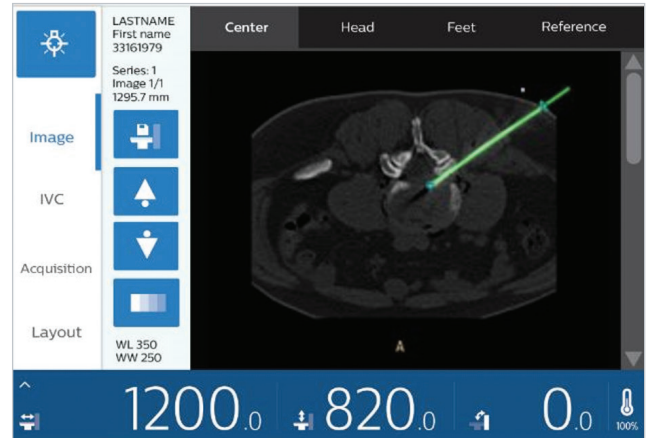 LASTNAME
First name
33161979
Series: 1
Image 1/1
1295.7 mm
Center
Head
Feet
Reference
Image
IVC
Acquisition
Layout
WL 350
WW 250
A
1200.0
820.0
0.0
100%